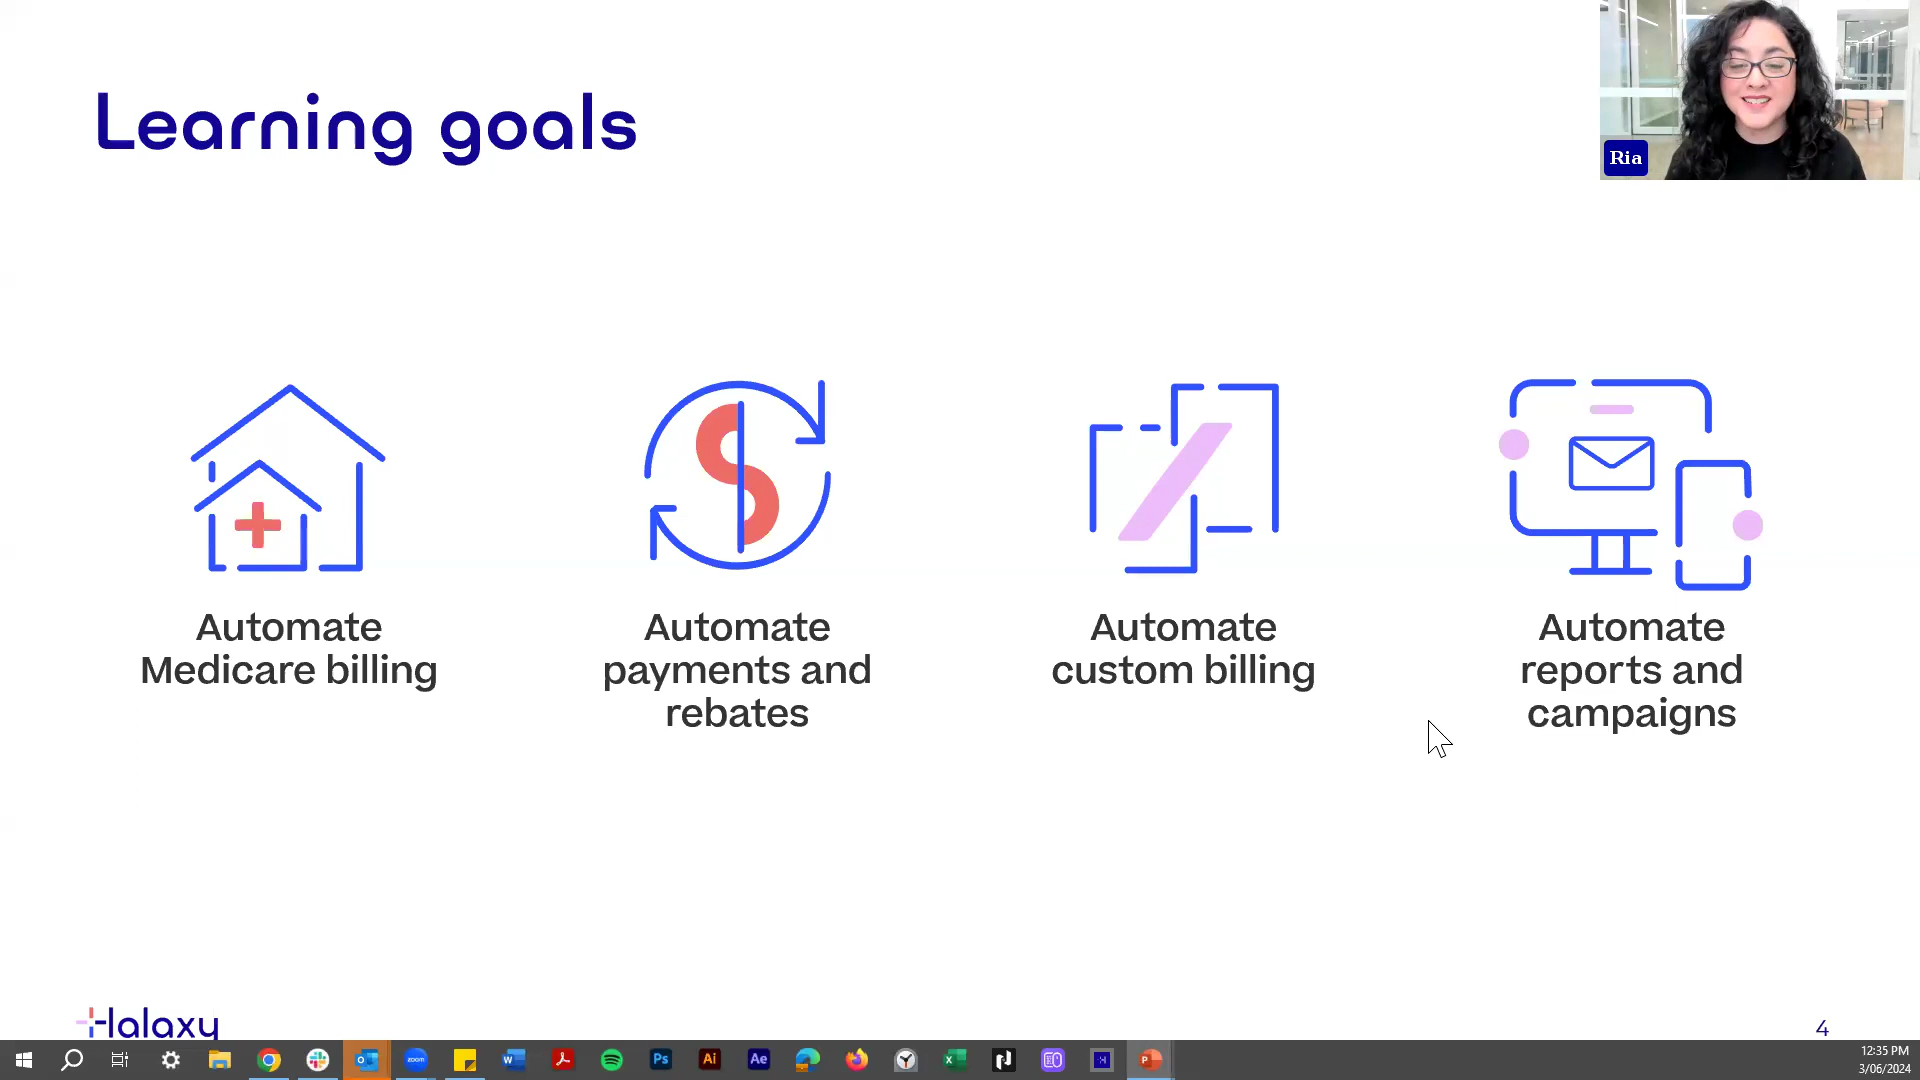 Learning goals
Ria
Automate
Medicare billing
Automate
payments and
rebates
Automate
custom billing
Automate
reports and
campaigns
Halaxy
4
12:35 PM
3/06/2024